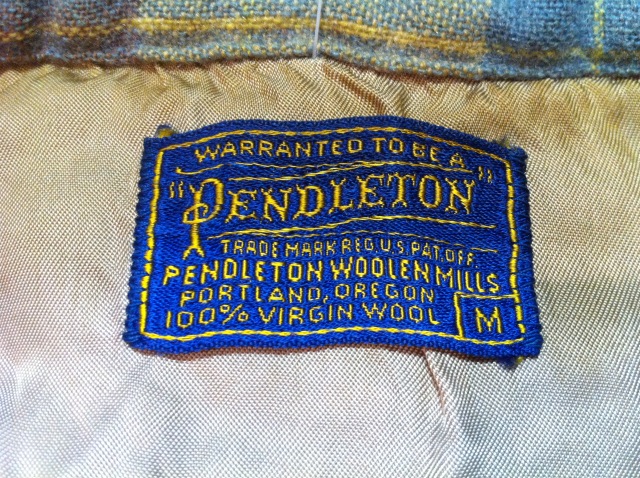 WARRANTED TO BE A
"PENDLETON"
TRADE MARK REG. U.S. PAT. OFF.
PENDLETON WOOLEN MILLS
PORTLAND, OREGON
100% VIRGIN WOOL
M